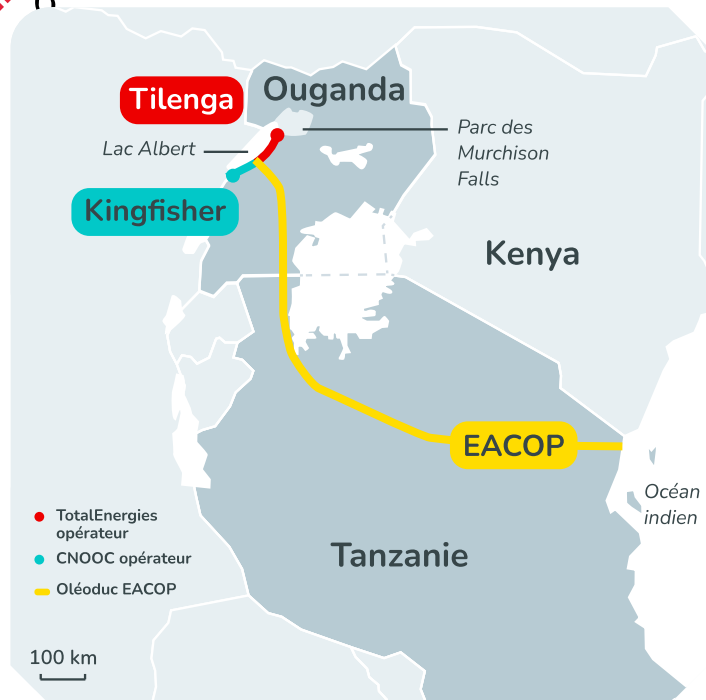 Tilenga
Ouganda
Lac Albert
Parc des
Murchison
Falls
Kingfisher
Kenya
EACOP
Océan
indien
TotalEnergies
opérateur
CNOOC opérateur
Oléoduc EACOP
Tanzanie
100 km